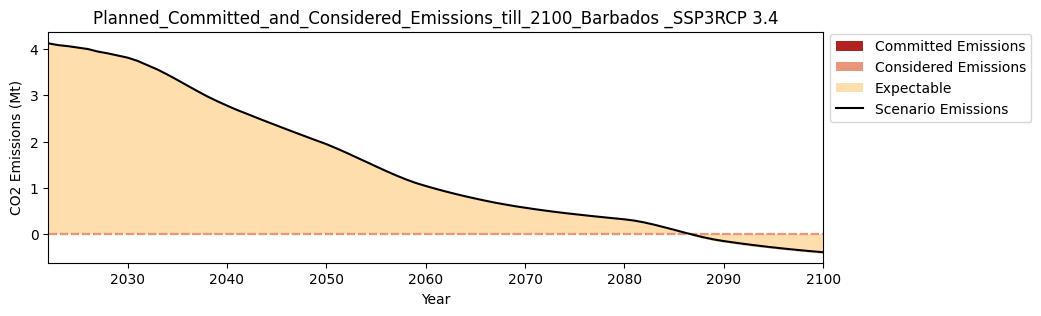 Planned_Committed_and_Considered_Emissions_till_2100_Barbados _SSP3RCP 3.4
Committed Emissions
Considered Emissions
Expectable
Scenario Emissions
CO2 Emissions (Mt)
4
3
2
1
0
2030
2040
2050
2060
2070
2080
2090
2100
Year